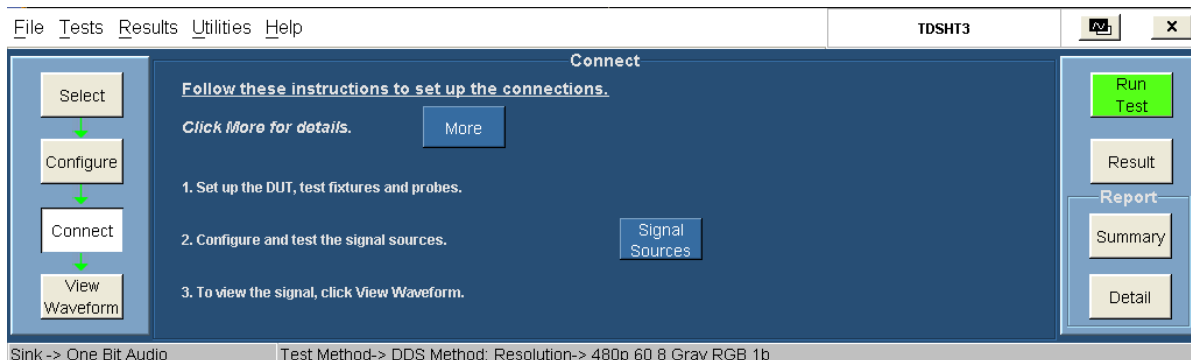 File Tests Results Utilities Help
TDSHT3
x
Connect
Select
Configure
Connect
View
Waveform
Follow these instructions to set up the connections.
Click More for details.
More
1. Set up the DUT, test fixtures and probes.
2. Configure and test the signal sources.
Signal
Sources
3. To view the signal, click View Waveform.
Run
Test
Result
Report
Summary
Detail
Sink -> One Bit Audio
Test Method-> DDS Method; Resolution-> 480p 60 8 Gray RGB 1b